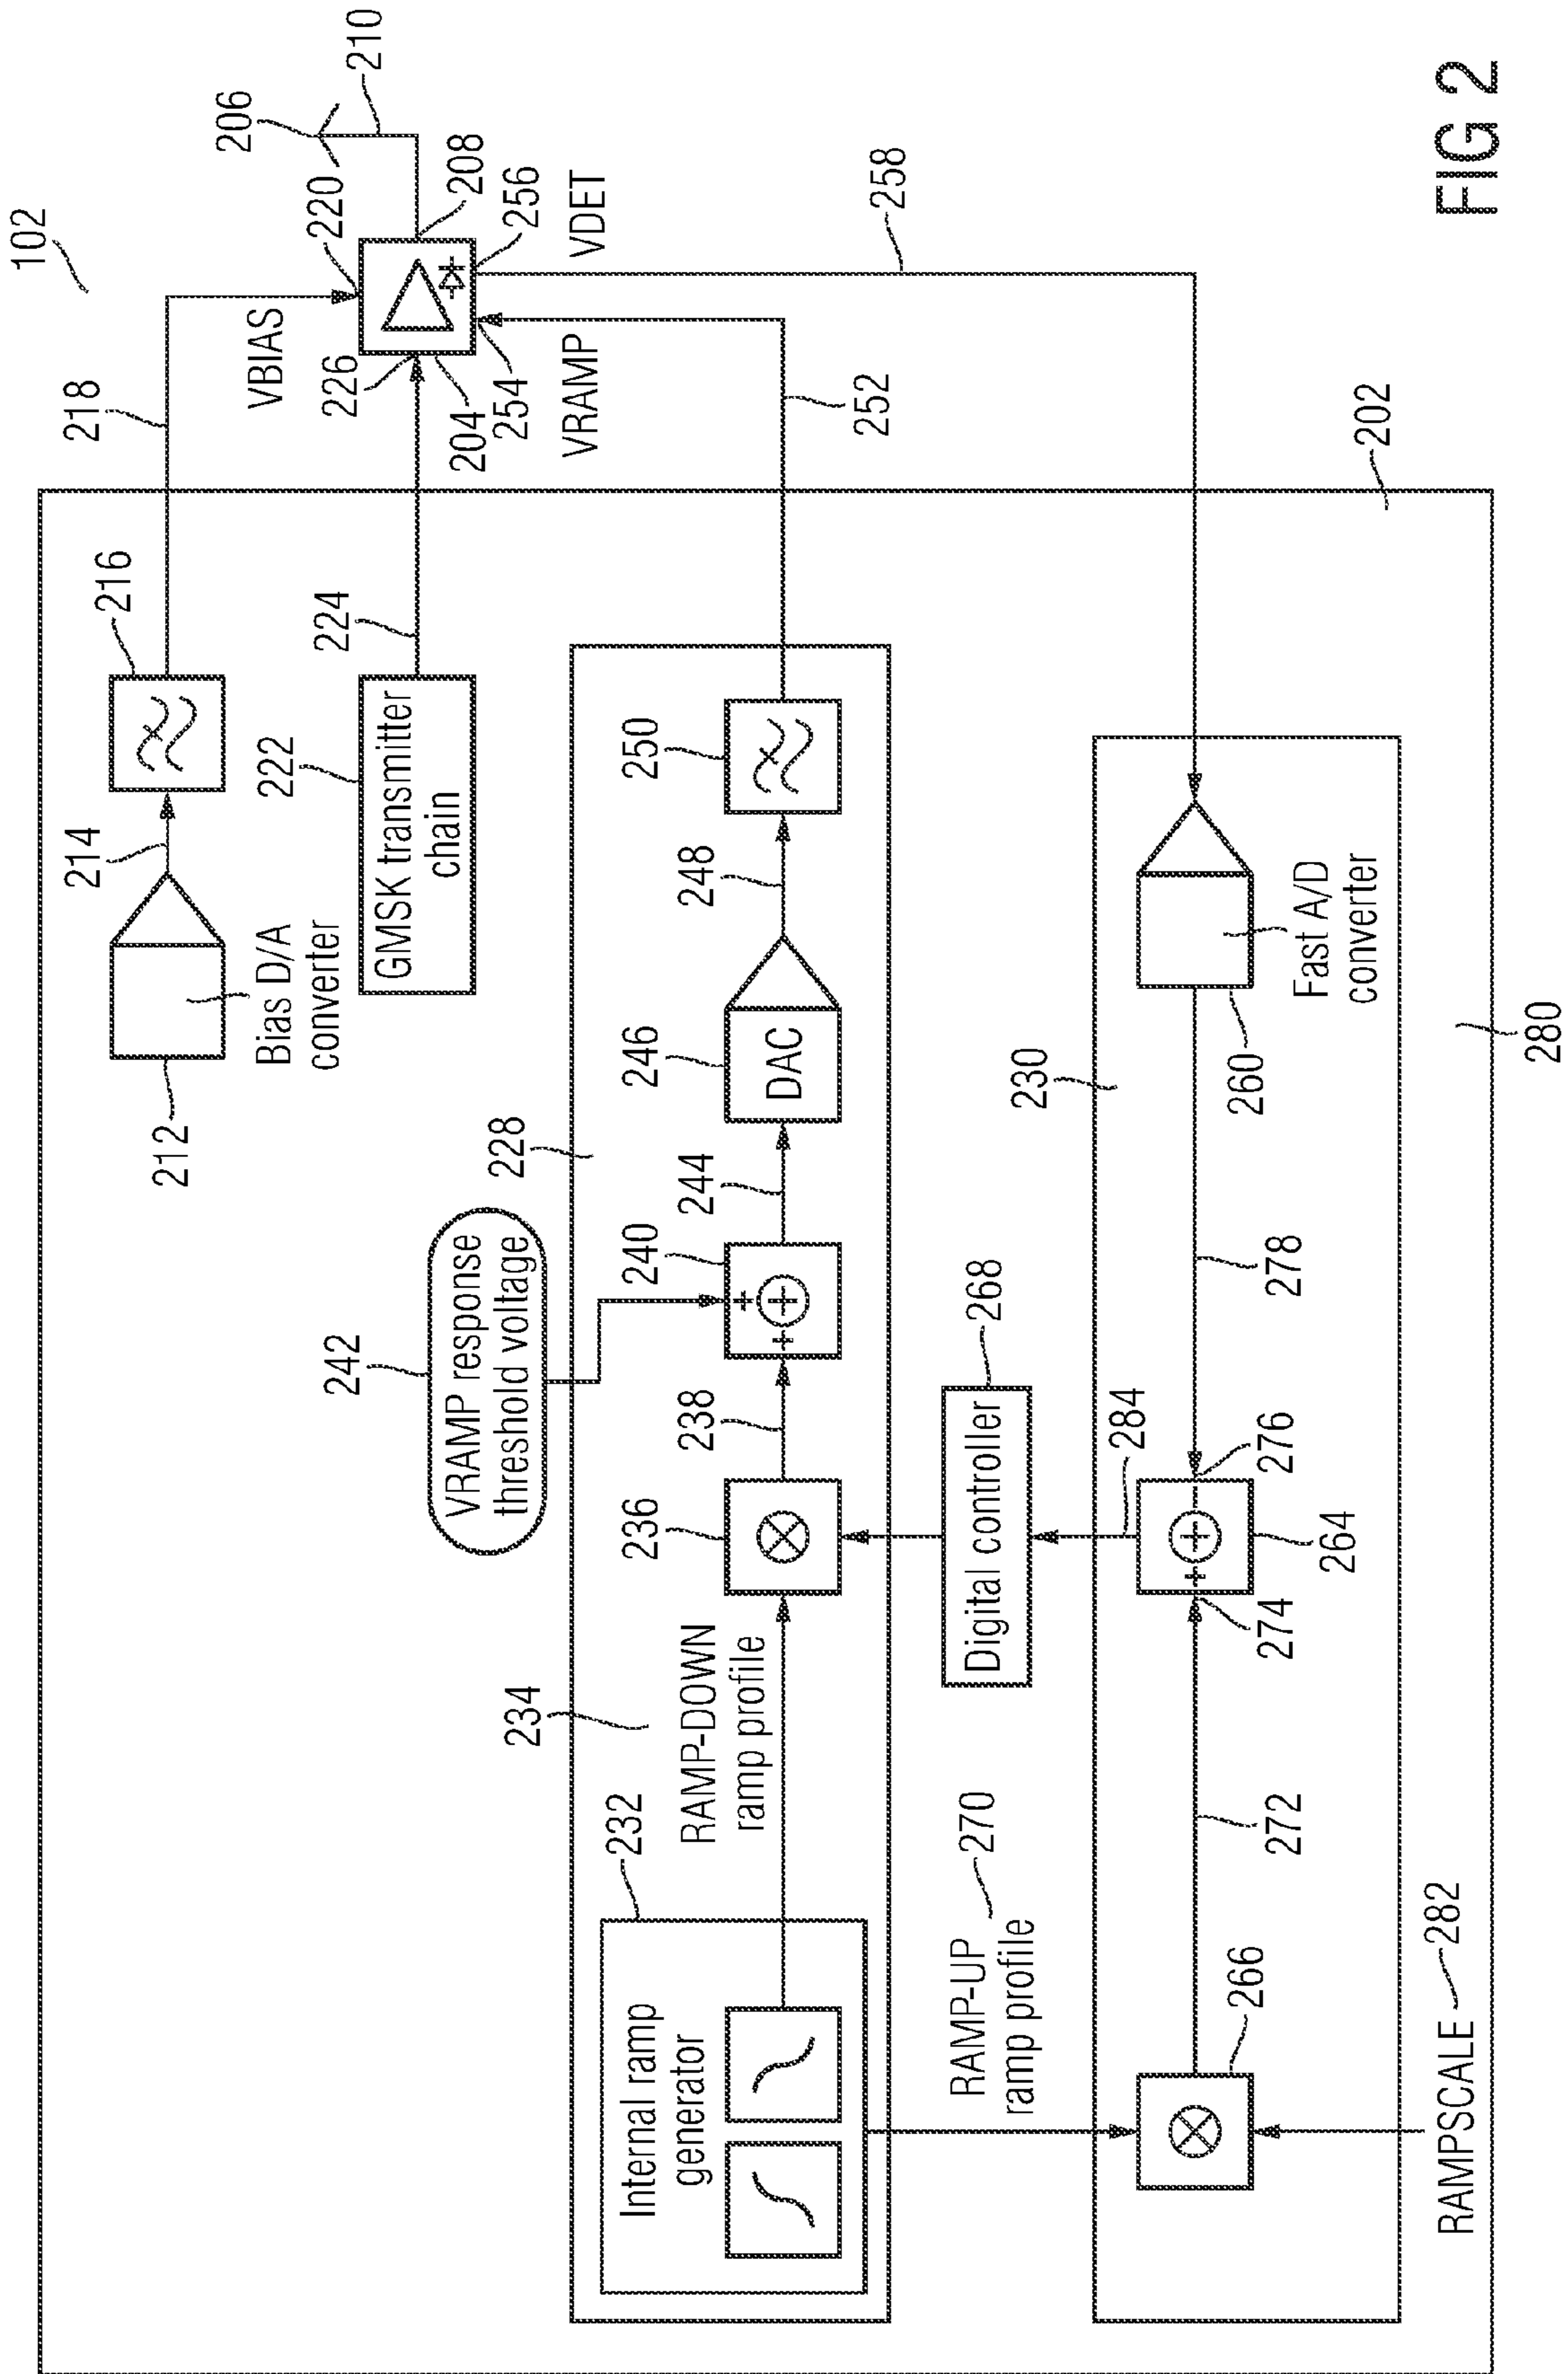 102
206
210
220
208
256
VDET
258
218
VBIAS
226
204
254
VRAMP
252
202
216
214
Bias D/A
converter
212
222
GMSK transmitter
chain
224
228
242
VRAMP response
threshold voltage
250
248
246
DAC
244
240
+
+
238
236
234
RAMP-DOWN
ramp profile
232
Internal ramp
generator
268
Digital controller
284
270
RAMP-UP
ramp profile
230
Fast A/D
converter
260
278
276
274
+
-
264
272
266
RAMPSCALE
282
280
FIG 2